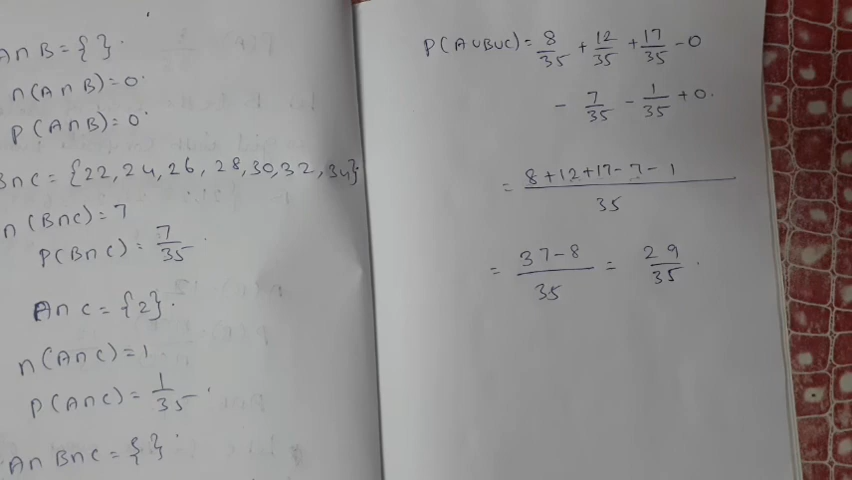 A∩B = { }.
n(A∩B) = 0.
P(A∩B) = 0.
B∩C = {22, 24, 26, 28, 30, 32, 34}
n(B∩C) = 7
P(B∩C) = 7/35.
A∩C = {2}.
n(A∩C) = 1.
P(A∩C) = 1/35.
A∩B∩C = { }.
P(A∪B∪C) = 8/35 + 12/35 + 17/35 - 0
- 7/35 - 1/35 + 0.
= 8+12+17-7-1/35
= 37-8/35 = 29/35.